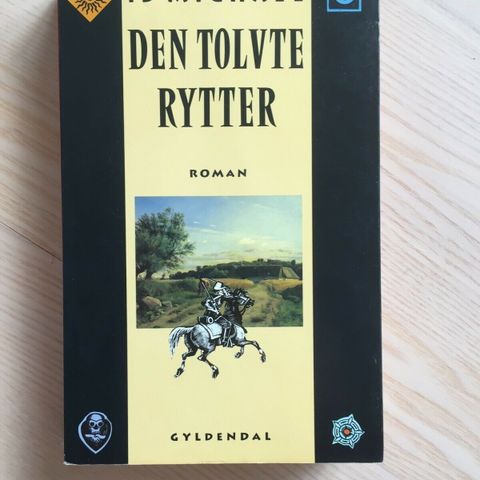 DEN TOLVTE
RYTTER
ROMAN
GYLDENDAL